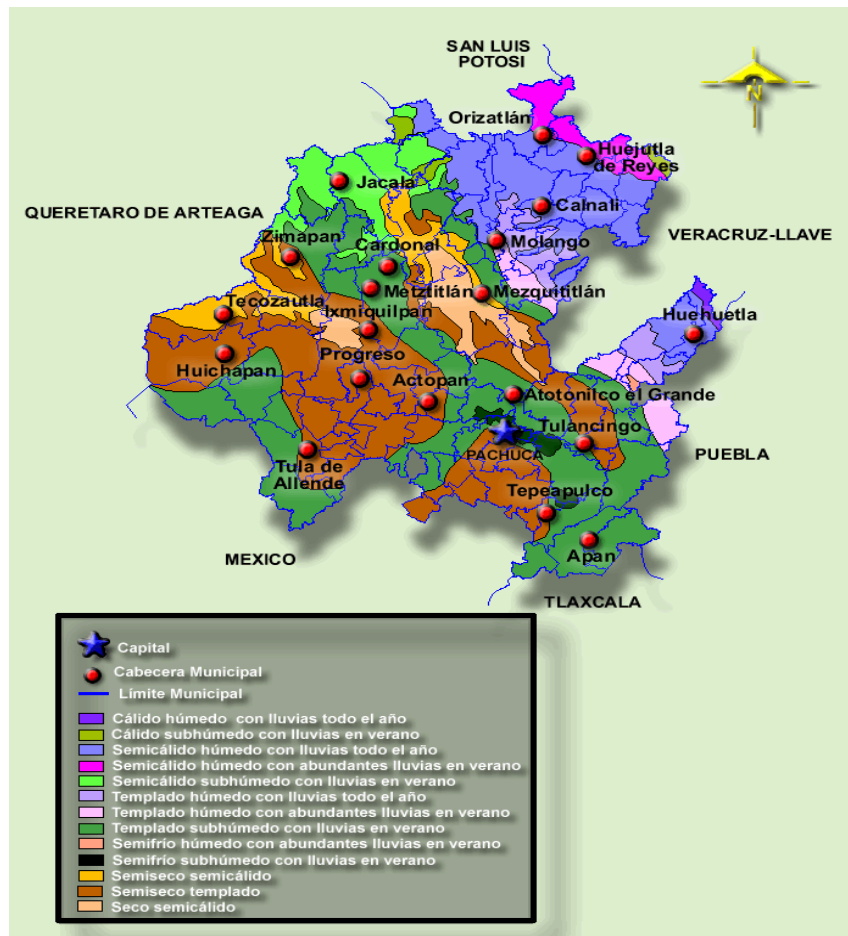 SAN LUIS
POTOSI
N
Orizatlán
Huejutla
de Reyes
Jacala
Calnali
QUERETARO DE ARTEAGA
VERACRUZ-LLAVE
Zimapan
Cardonal
Molango
Metztitlán
Mezquititlán
Tecozautla
Ixmiquilpan
Huehuetla
Progreso
Huichapan
Actopan
Atotonilco el Grande
Tulancingo
PACHUCA
PUEBLA
Tula de
Allende
Tepeapulco
Apan
MEXICO
TLAXCALA
Capital
Cabecera Municipal
Límite Municipal
Cálido húmedo con lluvias todo el año
Cálido subhúmedo con lluvias en verano
Semicálido húmedo con lluvias todo el año
Semicálido húmedo con abundantes lluvias en verano
Semicálido subhúmedo con lluvias en verano
Templado húmedo con lluvias todo el año
Templado húmedo con abundantes lluvias en verano
Templado subhúmedo con lluvias en verano
Semifrío húmedo con abundantes lluvias en verano
Semifrío subhúmedo con lluvias en verano
Semiseco semicálido
Semiseco templado
Seco semicálido